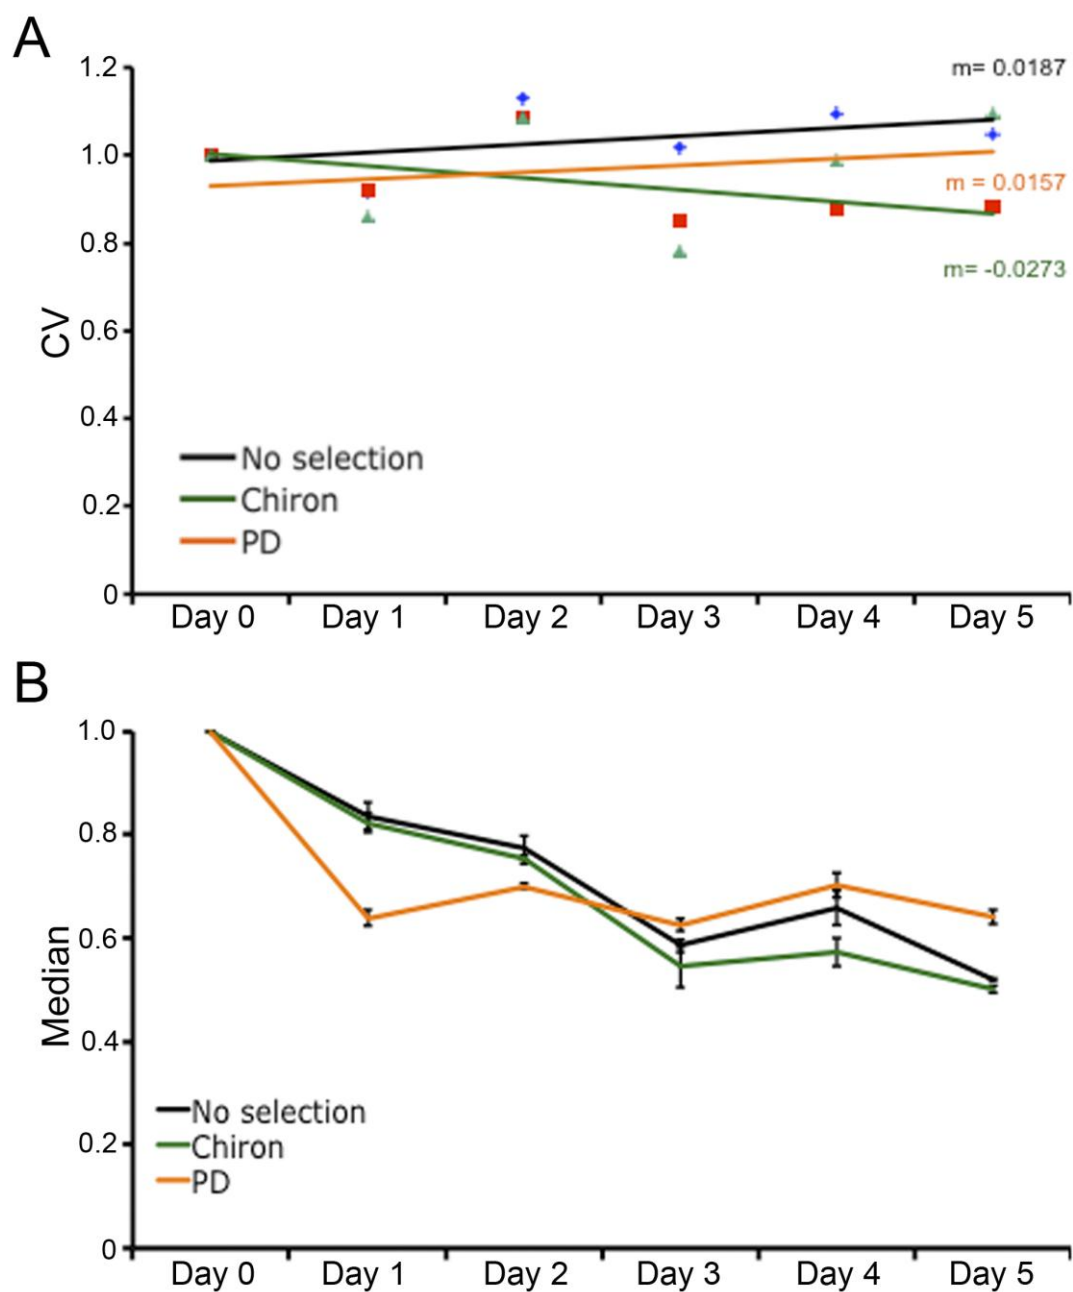 A
1.2
1.0
0.8
0.6
0.4
0.2
0
CV
m= 0.0187
m = 0.0157
m= -0.0273
No selection
Chiron
PD
Day 0 Day 1 Day 2 Day 3 Day 4 Day 5
B
1.0
0.8
0.6
0.4
0.2
0
Median
No selection
Chiron
PD
Day 0 Day 1 Day 2 Day 3 Day 4 Day 5